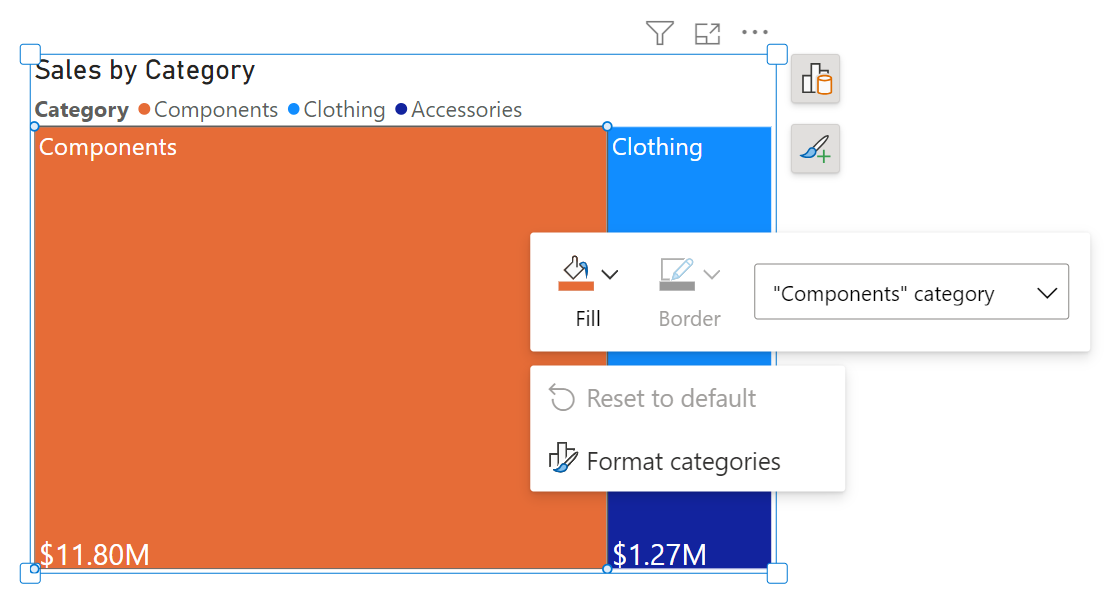 Sales by Category
Category Components Clothing Accessories
Components
Clothing
Fill
Border
"Components" category
Reset to default
Format categories
$11.80M
$1.27M